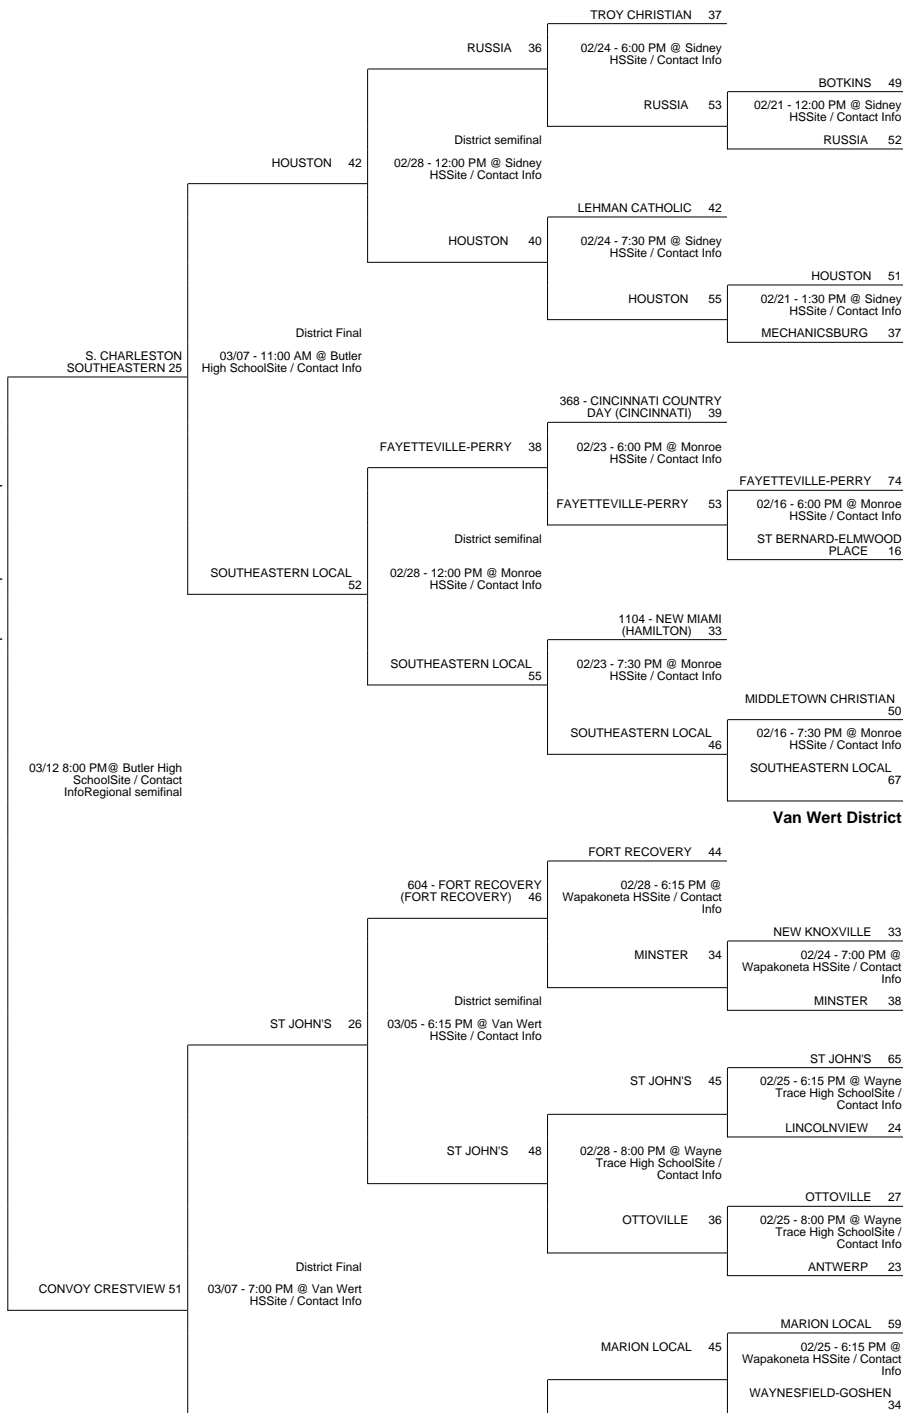 TROY CHRISTIAN 37
RUSSIA 36
02/24 - 6:00 PM @ Sidney
HSSite / Contact Info
BOTKINS 49
RUSSIA 53
02/21 - 12:00 PM @ Sidney
HSSite / Contact Info
District semifinal
RUSSIA 52
HOUSTON 42
02/28 - 12:00 PM @ Sidney
HSSite / Contact Info
LEHMAN CATHOLIC 42
HOUSTON 40
02/24 - 7:30 PM @ Sidney
HSSite / Contact Info
HOUSTON 51
HOUSTON 55
02/21 - 1:30 PM @ Sidney
HSSite / Contact Info
District Final
MECHANICSBURG 37
S. CHARLESTON
SOUTHEASTERN 25
03/07 - 11:00 AM @ Butler
High SchoolSite / Contact Info
368 - CINCINNATI COUNTRY
DAY (CINCINNATI) 39
FAYETTEVILLE-PERRY 38
02/23 - 6:00 PM @ Monroe
HSSite / Contact Info
FAYETTEVILLE-PERRY 74
FAYETTEVILLE-PERRY 53
02/16 - 6:00 PM @ Monroe
HSSite / Contact Info
District semifinal
ST BERNARD-ELMWOOD
PLACE 16
SOUTHEASTERN LOCAL
52
02/28 - 12:00 PM @ Monroe
HSSite / Contact Info
1104 - NEW MIAMI
(HAMILTON) 33
SOUTHEASTERN LOCAL
55
02/23 - 7:30 PM @ Monroe
HSSite / Contact Info
MIDDLETOWN CHRISTIAN
50
SOUTHEASTERN LOCAL
46
02/16 - 7:30 PM @ Monroe
HSSite / Contact Info
03/12 8:00 PM@ Butler High
SchoolSite / Contact
InfoRegional semifinal
SOUTHEASTERN LOCAL
67
Van Wert District
FORT RECOVERY 44
604 - FORT RECOVERY
(FORT RECOVERY) 46
02/28 - 6:15 PM @
Wapakoneta HSSite / Contact
Info
NEW KNOXVILLE 33
MINSTER 34
02/24 - 7:00 PM @
Wapakoneta HSSite / Contact
Info
District semifinal
MINSTER 38
ST JOHN'S 26
03/05 - 6:15 PM @ Van Wert
HSSite / Contact Info
ST JOHN'S 65
ST JOHN'S 45
02/25 - 6:15 PM @ Wayne
Trace High SchoolSite /
Contact Info
LINCOLNVIEW 24
ST JOHN'S 48
02/28 - 8:00 PM @ Wayne
Trace High SchoolSite /
Contact Info
OTTOVILLE 27
OTTOVILLE 36
02/25 - 8:00 PM @ Wayne
Trace High SchoolSite /
Contact Info
District Final
ANTWERP 23
CONVOY CRESTVIEW 51
03/07 - 7:00 PM @ Van Wert
HSSite / Contact Info
MARION LOCAL 59
MARION LOCAL 45
02/25 - 6:15 PM @
Wapakoneta HSSite / Contact
Info
WAYNESFIELD-GOSHEN
34